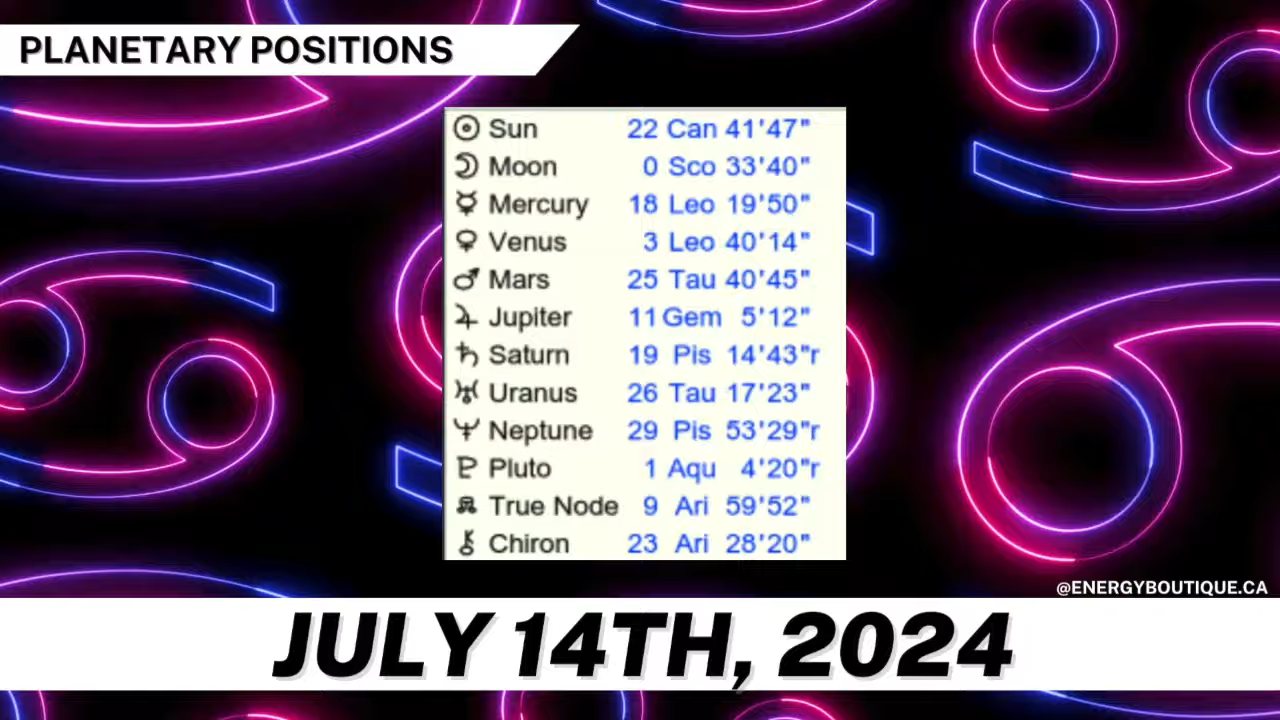 PLANETARY POSITIONS
Sun 22 Can 41'47"
Moon 0 Sco 33'40"
Mercury 18 Leo 19'50"
Venus 3 Leo 40'14"
Mars 25 Tau 40'45"
Jupiter 11 Gem 5'12"
Saturn 19 Pis 14'43"r
Uranus 26 Tau 17'23"
Neptune 29 Pis 53'29"r
Pluto 1 Aqu 4'20"r
True Node 9 Ari 59'52"
Chiron 23 Ari 28'20"
@ENERGYBOUTIQUE.CA
JULY 14TH, 2024